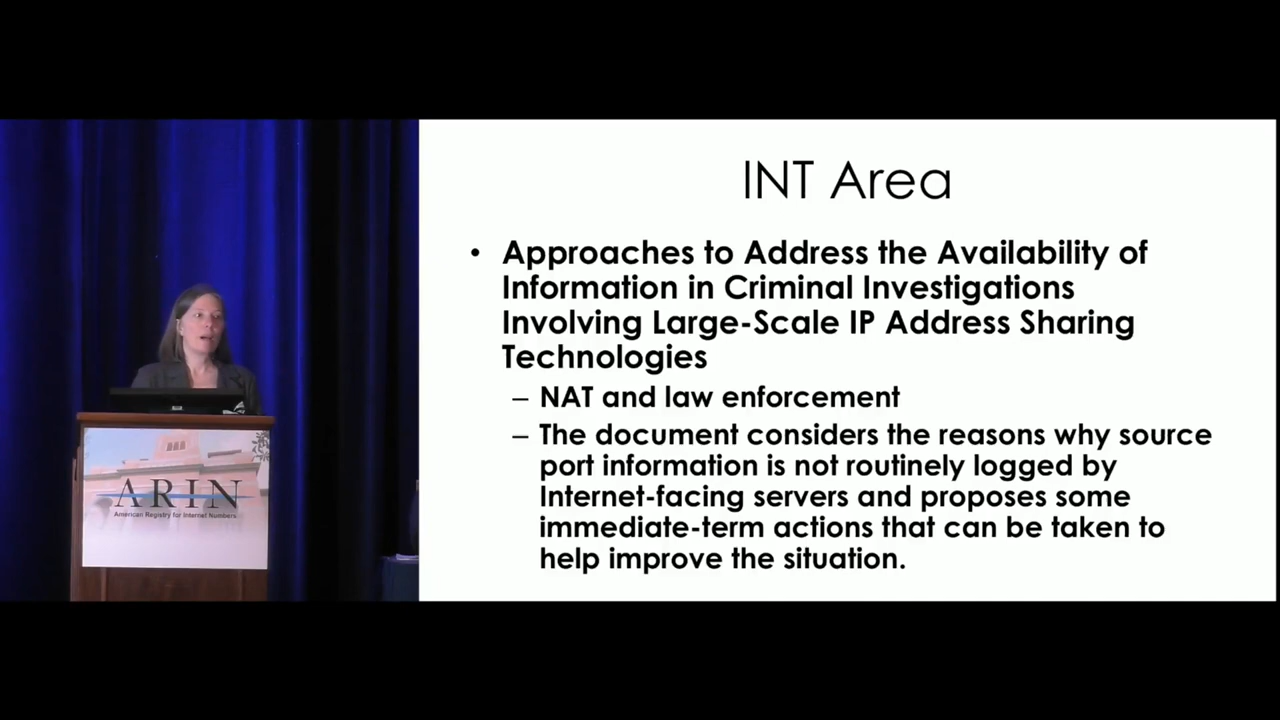 INT Area
• Approaches to Address the Availability of
Information in Criminal Investigations
Involving Large-Scale IP Address Sharing
Technologies
– NAT and law enforcement
– The document considers the reasons why source
port information is not routinely logged by
Internet-facing servers and proposes some
immediate-term actions that can be taken to
help improve the situation.
ARIN
American Registry for Internet Numbers